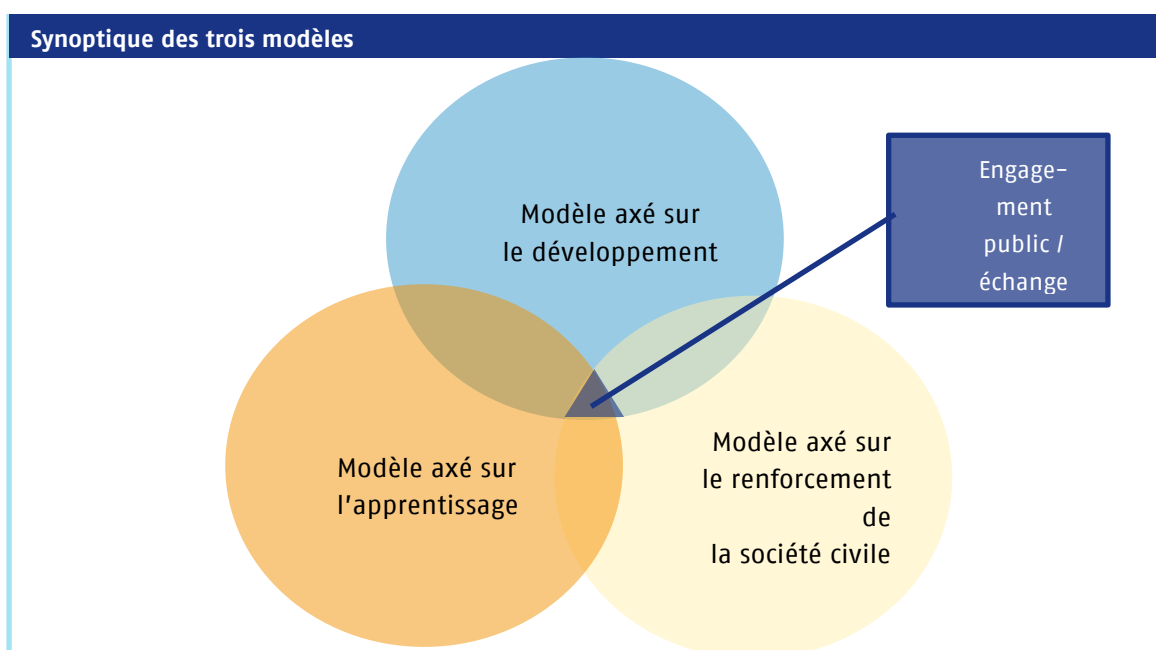 Synoptique des trois modèles
Modèle axé sur
le développement
Engage-
ment
public /
échange
Modèle axé sur
l'apprentissage
Modèle axé sur
le renforcement
de
la société civile